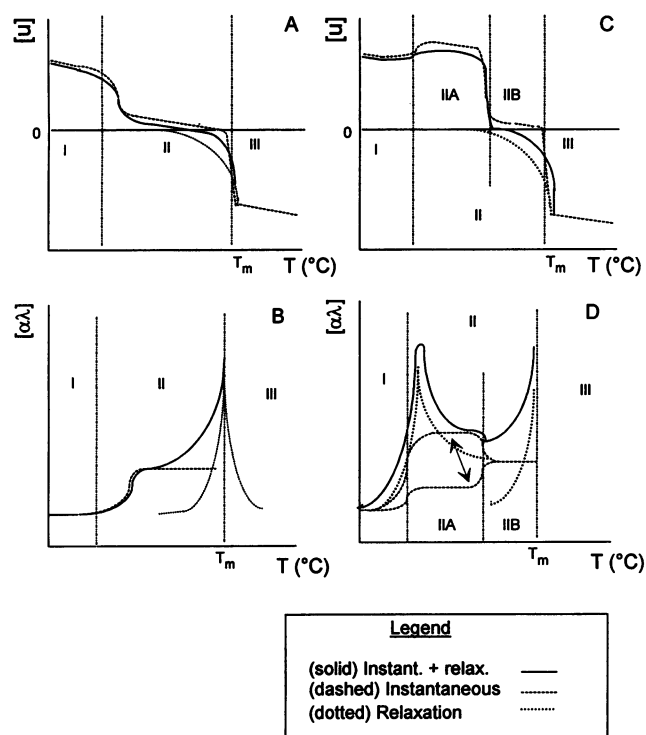 [u]
A
0
I
II
III
Tm
T (°C)
[u]
C
IIA
IIB
0
I
III
II
Tm
T (°C)
[αλ]
B
I
II
III
Tm
T (°C)
[αλ]
D
II
I
III
IIA
IIB
Tm
T (°C)
Legend
(solid) Instant. + relax.
(dashed) Instantaneous
(dotted) Relaxation